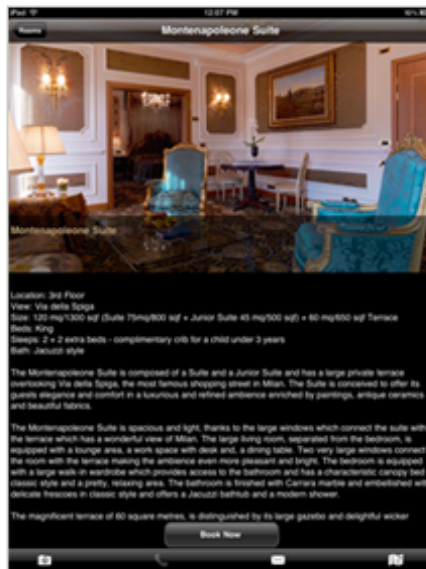 iPad
12:07 PM
Rooms
Montenapoleone Suite
Montenapoleone Suite
Location: 3rd Floor
View: Via della Spiga
Size: 120 mq/1300 sqf (Suite 75mq/800 sqf + Junior Suite 45 mq/500 sqf) + 60 mq/650 sqf Terrace
Beds: King
Sleeps: 2 + 2 extra beds - complimentary crib for a child under 3 years
Bath: Jacuzzi style
The Montenapoleone Suite is composed of a Suite and a Junior Suite and has a large private terrace
overlooking Via della Spiga, the most famous shopping street in Milan. The Suite is conceived to offer its
guests elegance and comfort in a luxurious and refined ambience enriched by paintings, antique ceramics
and beautiful fabrics.
The Montenapoleone Suite is spacious and light, thanks to the large windows which connect the suite with
the terrace which has a wonderful view of Milan. The large living room, separated from the bedroom, is
equipped with a lounge area, a work space with desk and, a dining table. Two very large windows connect
the room with the terrace making the ambience even more pleasant and bright. The bedroom is equipped
with a large walk-in wardrobe which provides access to the bathroom and has a characteristic canopy bed
classic style and a pretty, relaxing area. The bathroom is finished with Carrara marble and embellished with
delicate frescoes in classic style and offers a Jacuzzi bathtub and a modern shower.
The magnificent terrace of 60 square metres, is distinguished by its large gazebo and delightful wicker
Book Now